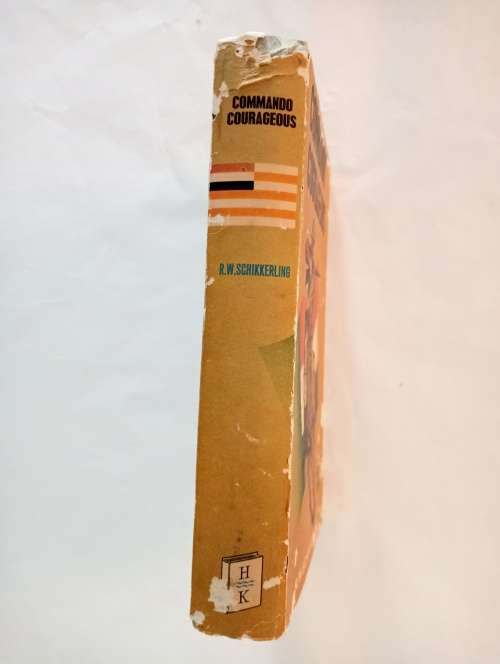 COMMANDO
COURAGEOUS
R.W.SCHIKKERLING
H
K